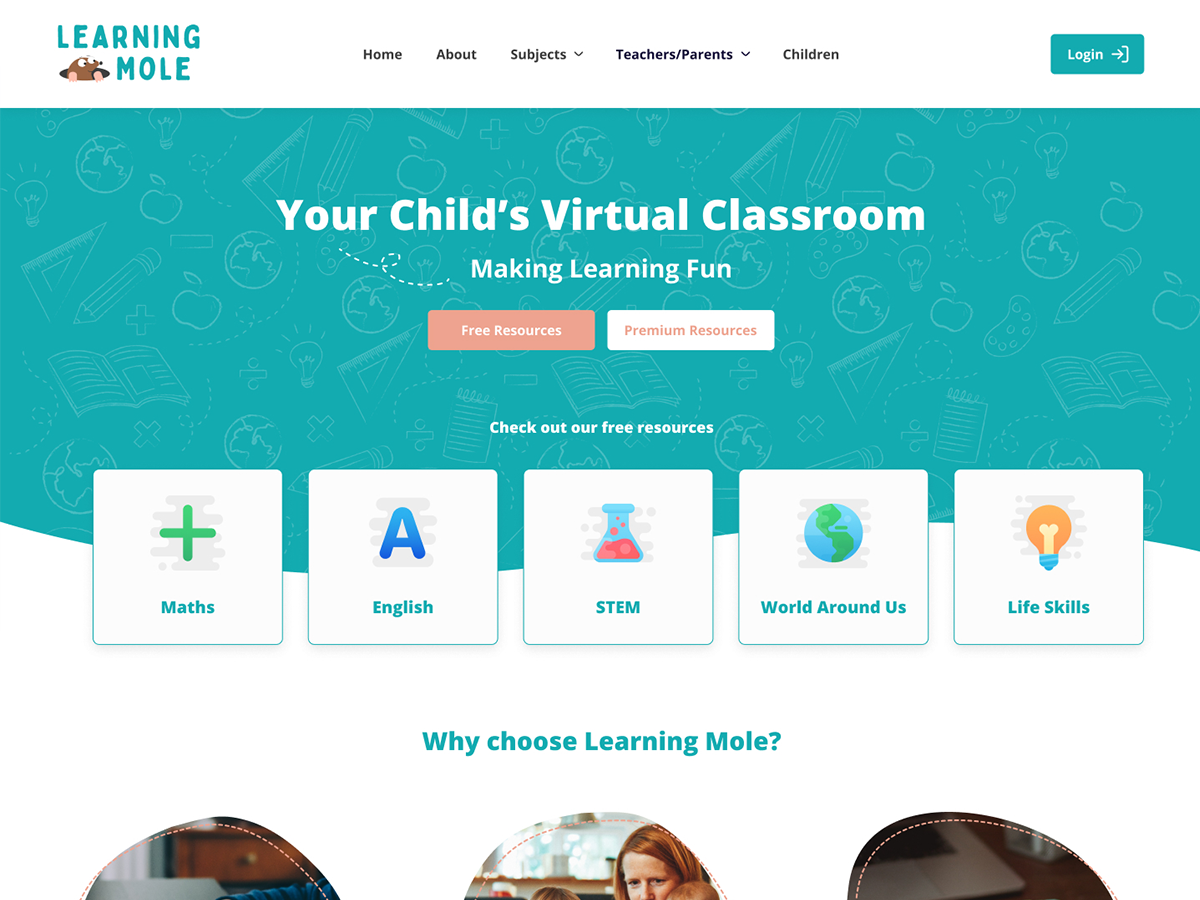 LEARNING
MOLE
Home
About
Subjects
Teachers/Parents
Children
Login
Your Child’s Virtual Classroom
Making Learning Fun
Free Resources
Premium Resources
Check out our free resources
A
Maths
English
STEM
World Around Us
Life Skills
Why choose Learning Mole?